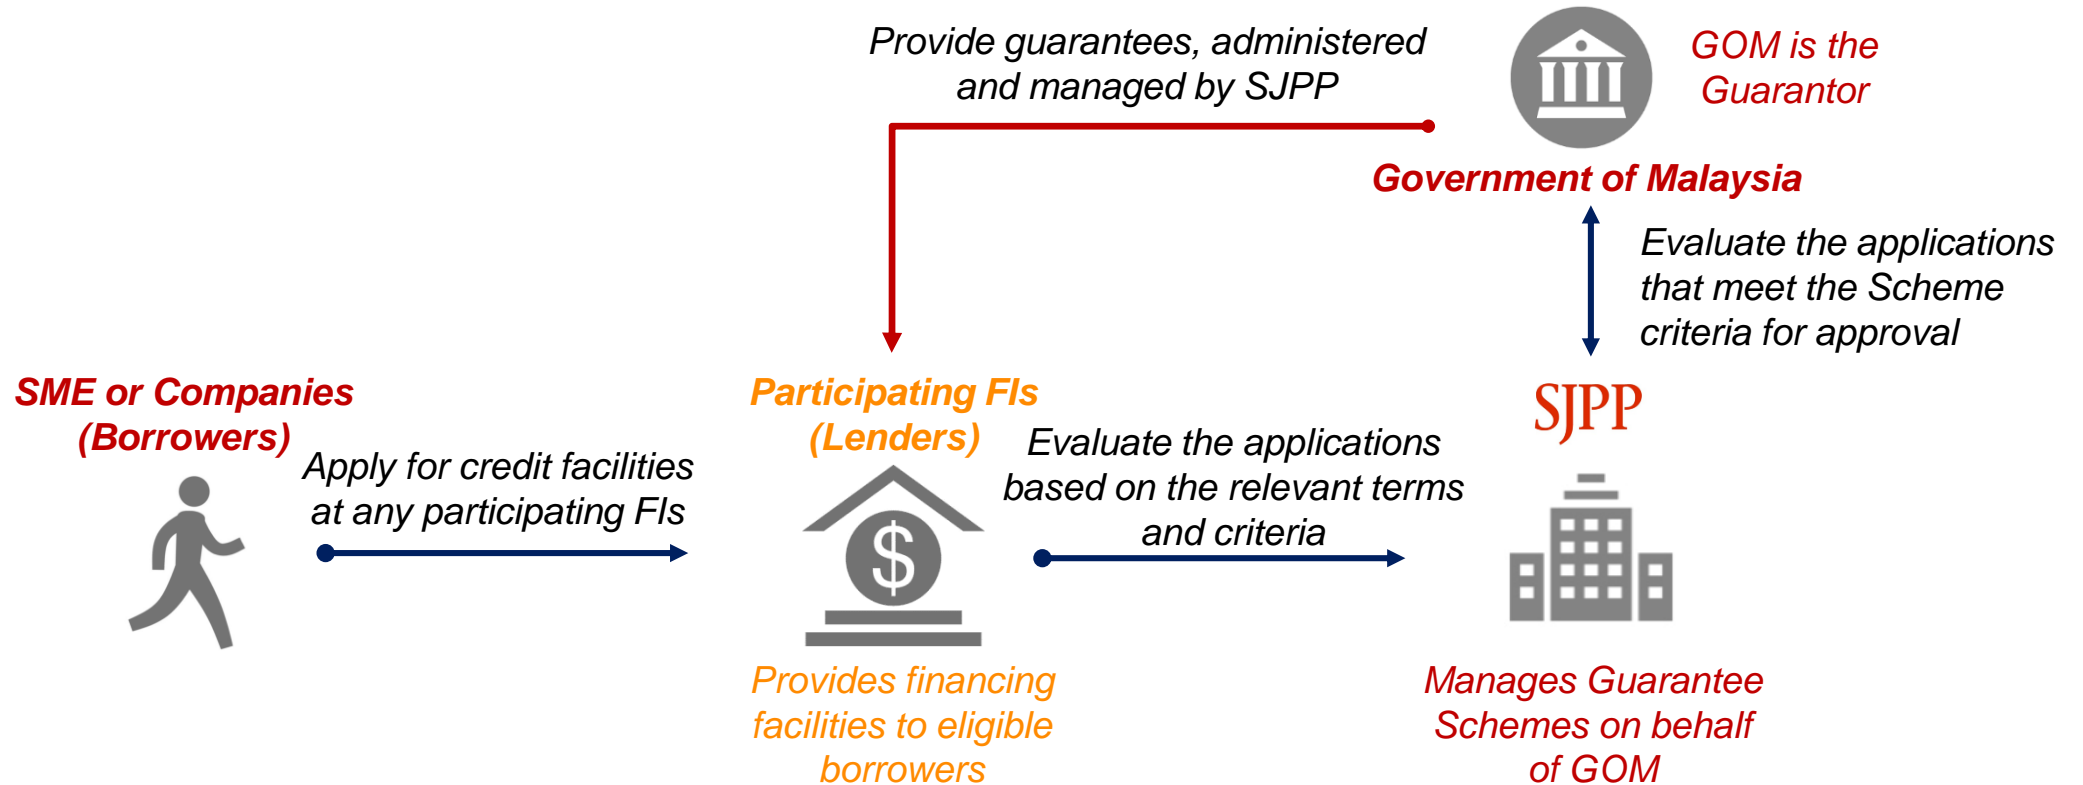 Provide guarantees, administered
and managed by SJPP
GOM is the
Guarantor
Government of Malaysia
Evaluate the applications
that meet the Scheme
criteria for approval
SME or Companies
(Borrowers)
Apply for credit facilities
at any participating FIs
Participating FIs
(Lenders)
$
Evaluate the applications
based on the relevant terms
and criteria
SJPP
Provides financing
facilities to eligible
borrowers
Manages Guarantee
Schemes on behalf
of GOM